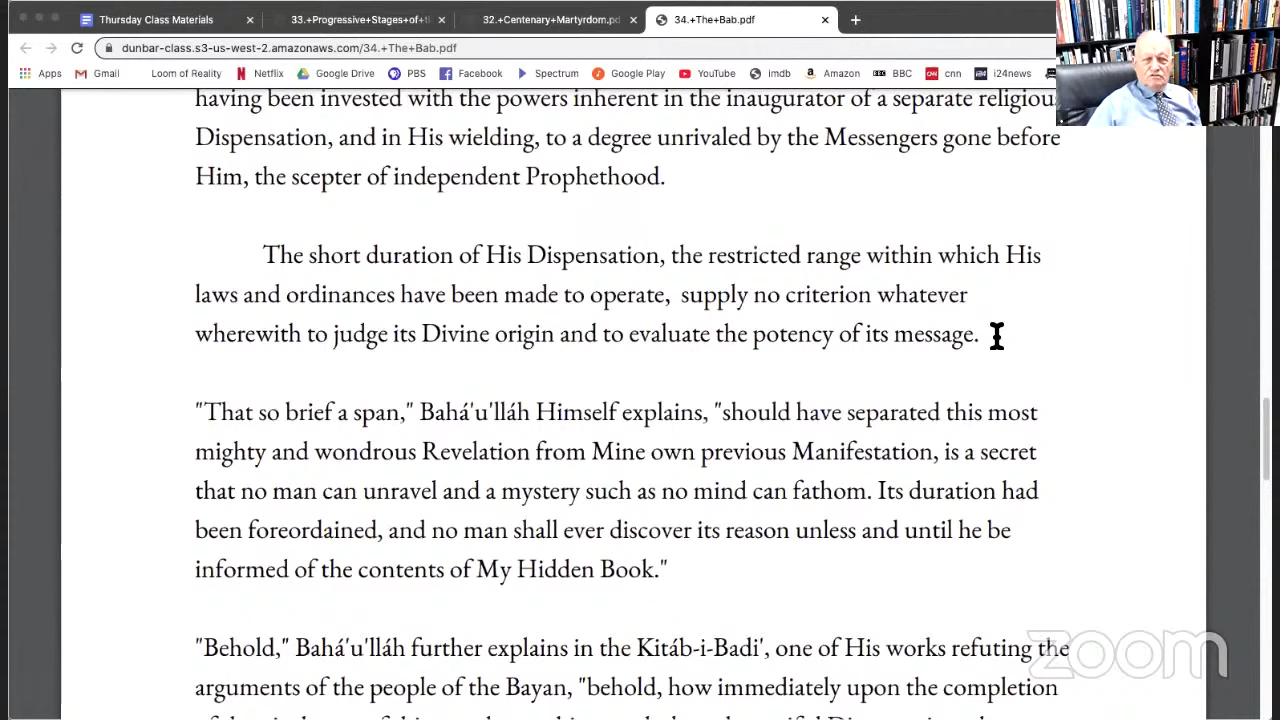 Thursday Class Materials
33.+Progressive+Stages+of+t
32.+Centenary+Martyrdom.pd
34.+The+Bab.pdf
dunbar-class.s3-us-west-2.amazonaws.com/34.+The+Bab.pdf
Apps Gmail Loom of Reality Netflix Google Drive PBS Facebook Spectrum Google Play YouTube imdb Amazon BBC cnn i24news
having been invested with the powers inherent in the inaugurator of a separate religious
Dispensation, and in His wielding, to a degree unrivaled by the Messengers gone before
Him, the scepter of independent Prophethood.
The short duration of His Dispensation, the restricted range within which His
laws and ordinances have been made to operate, supply no criterion whatever
wherewith to judge its Divine origin and to evaluate the potency of its message.
"That so brief a span," Bahá'u'lláh Himself explains, "should have separated this most
mighty and wondrous Revelation from Mine own previous Manifestation, is a secret
that no man can unravel and a mystery such as no mind can fathom. Its duration had
been foreordained, and no man shall ever discover its reason unless and until he be
informed of the contents of My Hidden Book."
"Behold," Bahá'u'lláh further explains in the Kitáb-i-Badi', one of His works refuting the
arguments of the people of the Bayan, "behold, how immediately upon the completion
zoom